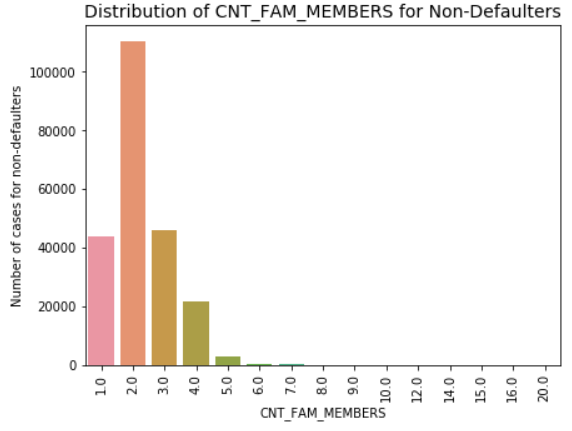 Distribution of CNT_FAM_MEMBERS for Non-Defaulters
Number of cases for non-defaulters
100000
80000
60000
40000
20000
0
1.0 2.0 3.0 4.0 5.0 6.0 7.0 8.0 9.0 10.0 12.0 14.0 15.0 16.0 20.0
CNT_FAM_MEMBERS